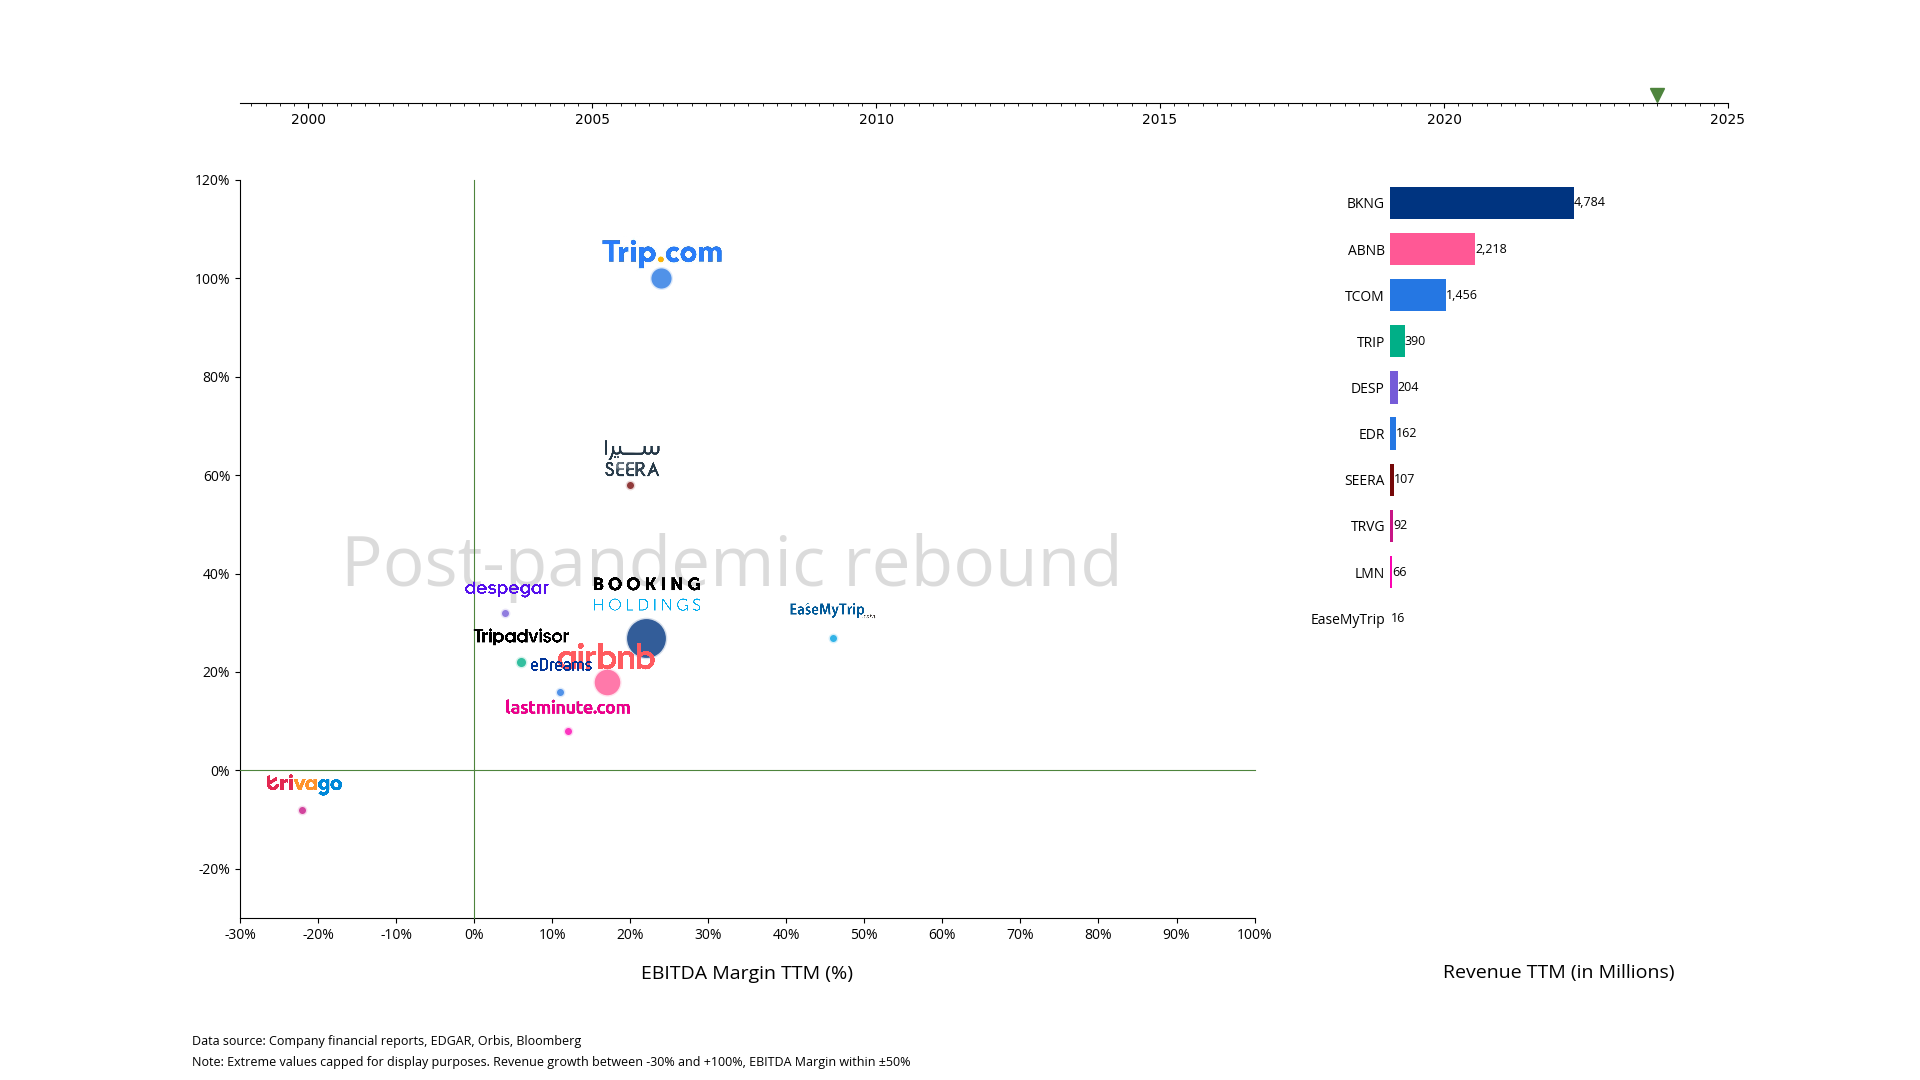 2000 2005 2010 2015 2020 2025
120%
100%
80%
60%
40%
20%
0%
-20%
-30% -20% -10% 0% 10% 20% 30% 40% 50% 60% 70% 80% 90% 100%
EBITDA Margin TTM (%)
Post-pandemic rebound
Trip.com
سيرا
SEERA
despegar
BOOKING
HOLDINGS
EaseMyTrip
Tripadvisor
airbnb
eDreams
lastminute.com
trivago
BKNG 4,784
ABNB 2,218
TCOM 1,456
TRIP 390
DESP 204
EDR 162
SEERA 107
TRVG 92
LMN 66
EaseMyTrip 16
Revenue TTM (in Millions)
Data source: Company financial reports, EDGAR, Orbis, Bloomberg
Note: Extreme values capped for display purposes. Revenue growth between -30% and +100%, EBITDA Margin within ±50%